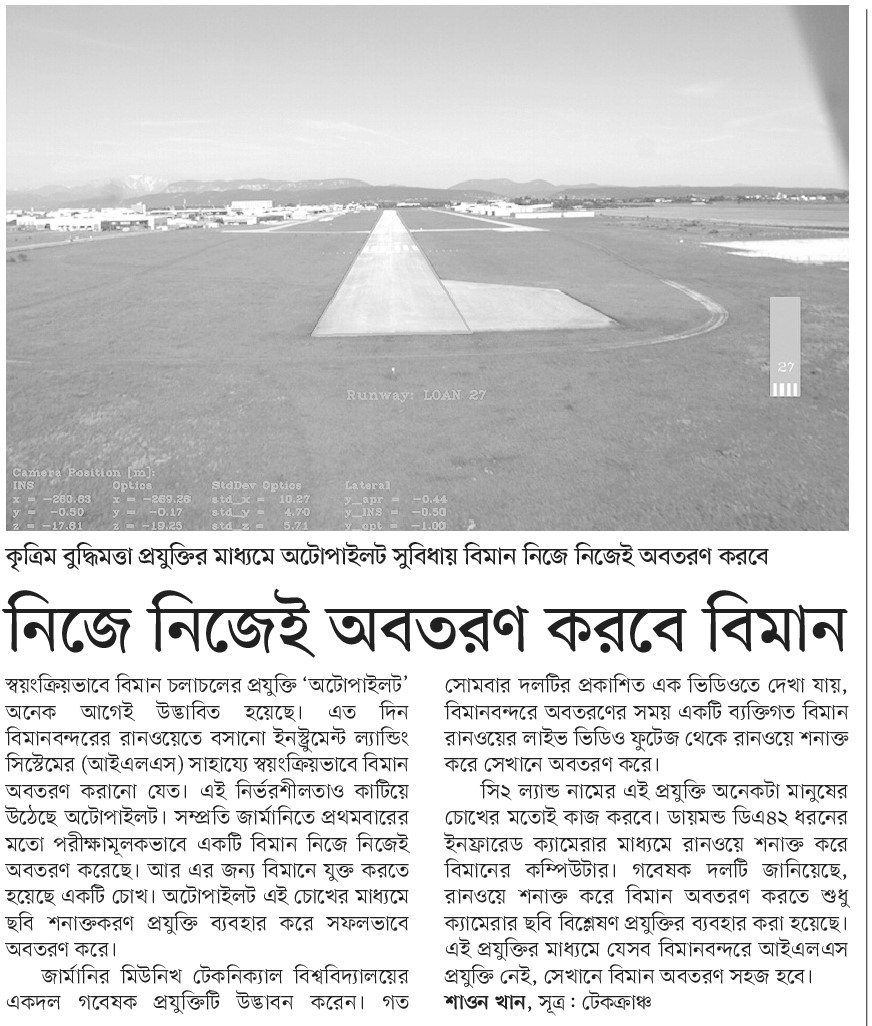 27
Runway: LOAN 27
Camera Position [m]:
INS Optics StdDev Optics Lateral
x = -260.63 x = -269.26 std_x = 10.27 y_apr = -0.44
y = -0.50 y = -0.17 std_y = 4.70 y_INS = -0.50
z = -17.61 z = -19.25 std_z = 5.71 y_opt = -1.00
কৃত্রিম বুদ্ধিমত্তা প্রযুক্তির মাধ্যমে অটোপাইলট সুবিধায় বিমান নিজে নিজেই অবতরণ করবে
নিজে নিজেই অবতরণ করবে বিমান
স্বয়ংক্রিয়ভাবে বিমান চলাচলের প্রযুক্তি ‘অটোপাইলট’
অনেক আগেই উদ্ভাবিত হয়েছে। এত দিন
বিমানবন্দরের রানওয়েতে বসানো ইনস্ট্রুমেন্ট ল্যান্ডিং
সিস্টেমের (আইএলএস) সাহায্যে স্বয়ংক্রিয়ভাবে বিমান
অবতরণ করানো যেত। এই নির্ভরশীলতাও কাটিয়ে
উঠেছে অটোপাইলট। সম্প্রতি জার্মানিতে প্রথমবারের
মতো পরীক্ষামূলকভাবে একটি বিমান নিজে নিজেই
অবতরণ করেছে। আর এর জন্য বিমানে যুক্ত করতে
হয়েছে একটি চোখ। অটোপাইলট এই চোখের মাধ্যমে
ছবি শনাক্তকরণ প্রযুক্তি ব্যবহার করে সফলভাবে
অবতরণ করে।
জার্মানির মিউনিখ টেকনিক্যাল বিশ্ববিদ্যালয়ের
একদল গবেষক প্রযুক্তিটি উদ্ভাবন করেন। গত
সোমবার দলটির প্রকাশিত এক ভিডিওতে দেখা যায়,
বিমানবন্দরে অবতরণের সময় একটি ব্যক্তিগত বিমান
রানওয়ের লাইভ ভিডিও ফুটেজ থেকে রানওয়ে শনাক্ত
করে সেখানে অবতরণ করে।
সি২ ল্যান্ড নামের এই প্রযুক্তি অনেকটা মানুষের
চোখের মতোই কাজ করবে। ডায়মন্ড ডিএ৪২ ধরনের
ইনফ্রারেড ক্যামেরার মাধ্যমে রানওয়ে শনাক্ত করে
বিমানের কম্পিউটার। গবেষক দলটি জানিয়েছে,
রানওয়ে শনাক্ত করে বিমান অবতরণ করতে শুধু
ক্যামেরার ছবি বিশ্লেষণ প্রযুক্তির ব্যবহার করা হয়েছে।
এই প্রযুক্তির মাধ্যমে যেসব বিমানবন্দরে আইএলএস
প্রযুক্তি নেই, সেখানে বিমান অবতরণ সহজ হবে।
শাওন খান, সূত্র : টেকক্রাঞ্চ